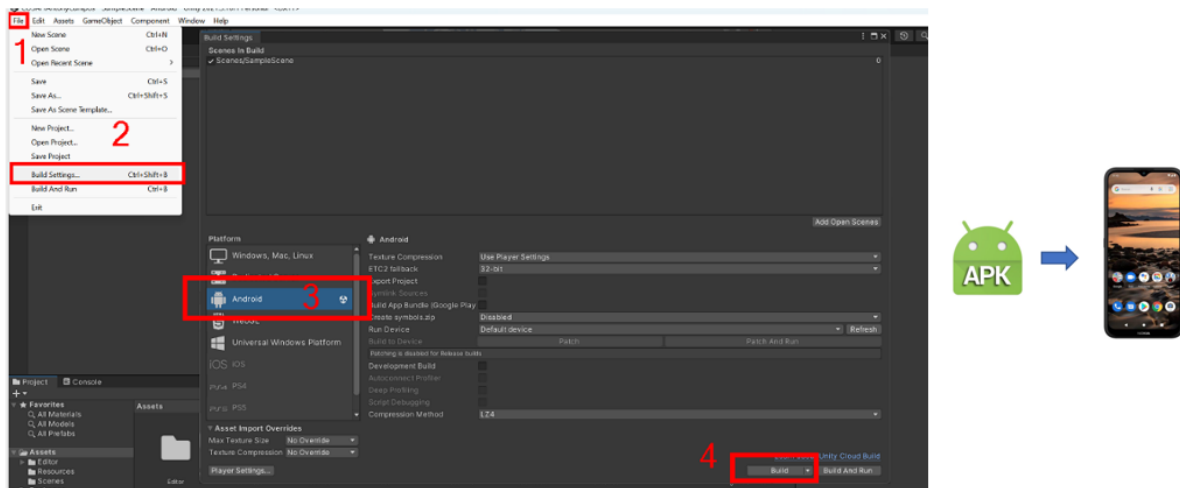 File Edit Assets GameObject Component Window Help
1
New Scene Ctrl+N
Open Scene Ctrl+O
Open Recent Scene >
Save Ctrl+S
Save As... Ctrl+Shift+S
Save As Scene Template...
2
New Project...
Open Project...
Save Project
Build Settings... Ctrl+Shift+B
Build And Run Ctrl+B
Exit
Build Settings
Scenes In Build
Scenes/SampleScene 0
Add Open Scenes
Platform
Windows, Mac, Linux
3
Android
WebGL
Universal Windows Platform
iOS iOS
PS4
PS5
Android
Texture Compression Use Player Settings
ETC2 fallback 32-bit
Export Project
Symlink Sources
Build App Bundle (Google Play
Create symbols.zip Disabled
Run Device Default device Refresh
Build to Device Patch Patch And Run
Patching is disabled for Release builds
Development Build
Autoconnect Profiler
Deep Profiling
Script Debugging
Compression Method LZ4
Asset Import Overrides
Max Texture Size No Override
Texture Compression No Override
4
Unity Cloud Build
Player Settings... Build Build And Run
Project Console
Favorites
All Materials
All Models
All Prefabs
Assets
Editor
Resources
Scenes
Assets
Editor
APK